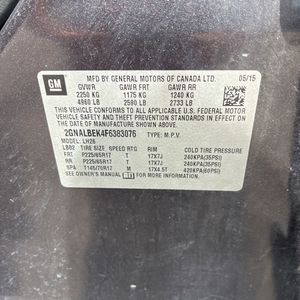 GM
MFD BY GENERAL MOTORS OF CANADA LTD. 05/15
GVWR GAWR FRT GAWR RR
2250 KG 1175 KG 1240 KG
4960 LB 2590 LB 2733 LB
THIS VEHICLE CONFORMS TO ALL APPLICABLE U.S. FEDERAL MOTOR
VEHICLE SAFETY, BUMPER, AND THEFT PREVENTION STANDARDS
IN EFFECT ON THE DATE OF MANUFACTURE SHOWN ABOVE.
2GNALBEK4F6383076 TYPE: M.P.V.
MODEL: LH26
TIRE SIZE SPEED RTG RIM COLD TIRE PRESSURE
FRT P225/65R17 T 17X7J 240KPA(35PSI)
RR P225/65R17 T 17X7J 240KPA(35PSI)
SPA T145/70R17 M 17X4.5T 420KPA(60PSI)
SEE OWNER'S MANUAL FOR ADDITIONAL INFORMATION.